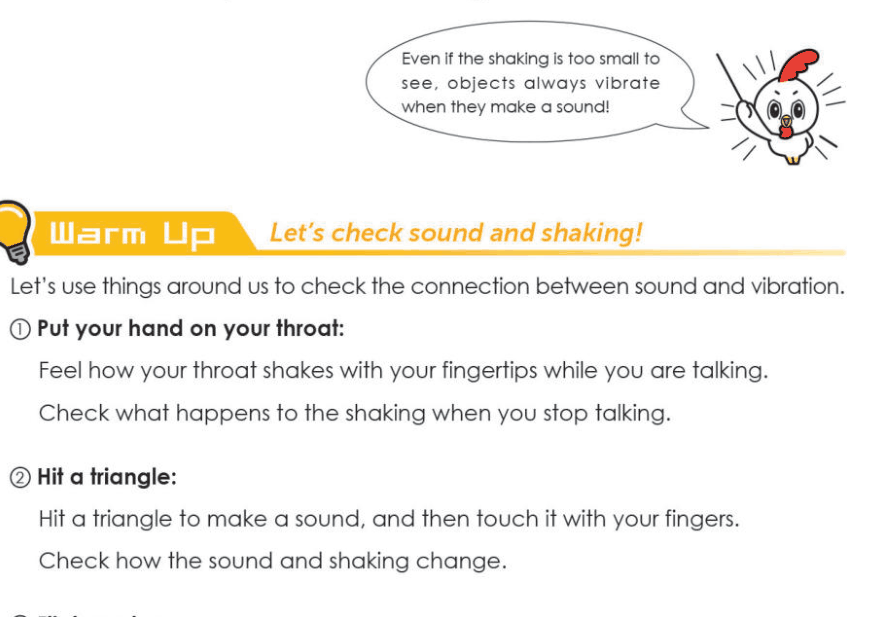 Even if the shaking is too small to
see, objects always vibrate
when they make a sound!
Warm Up Let's check sound and shaking!
Let's use things around us to check the connection between sound and vibration.
① Put your hand on your throat:
Feel how your throat shakes with your fingertips while you are talking.
Check what happens to the shaking when you stop talking.
② Hit a triangle:
Hit a triangle to make a sound, and then touch it with your fingers.
Check how the sound and shaking change.